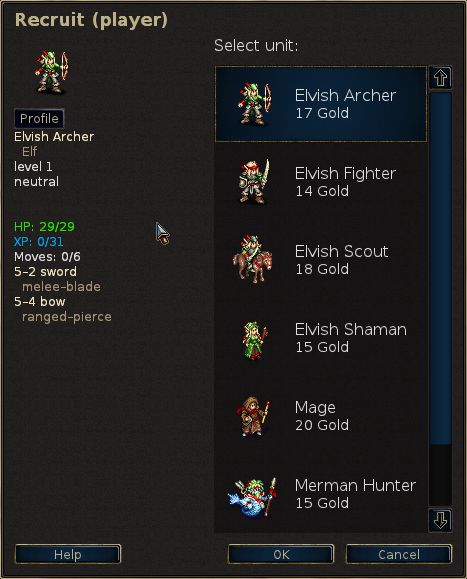 Recruit (player)
Profile
Elvish Archer
Elf
level 1
neutral
HP: 29/29
XP: 0/31
Moves: 0/6
5–2 sword
melee–blade
5–4 bow
ranged–pierce
Select unit:
Elvish Archer
17 Gold
Elvish Fighter
14 Gold
Elvish Scout
18 Gold
Elvish Shaman
15 Gold
Mage
20 Gold
Merman Hunter
15 Gold
Help
OK
Cancel